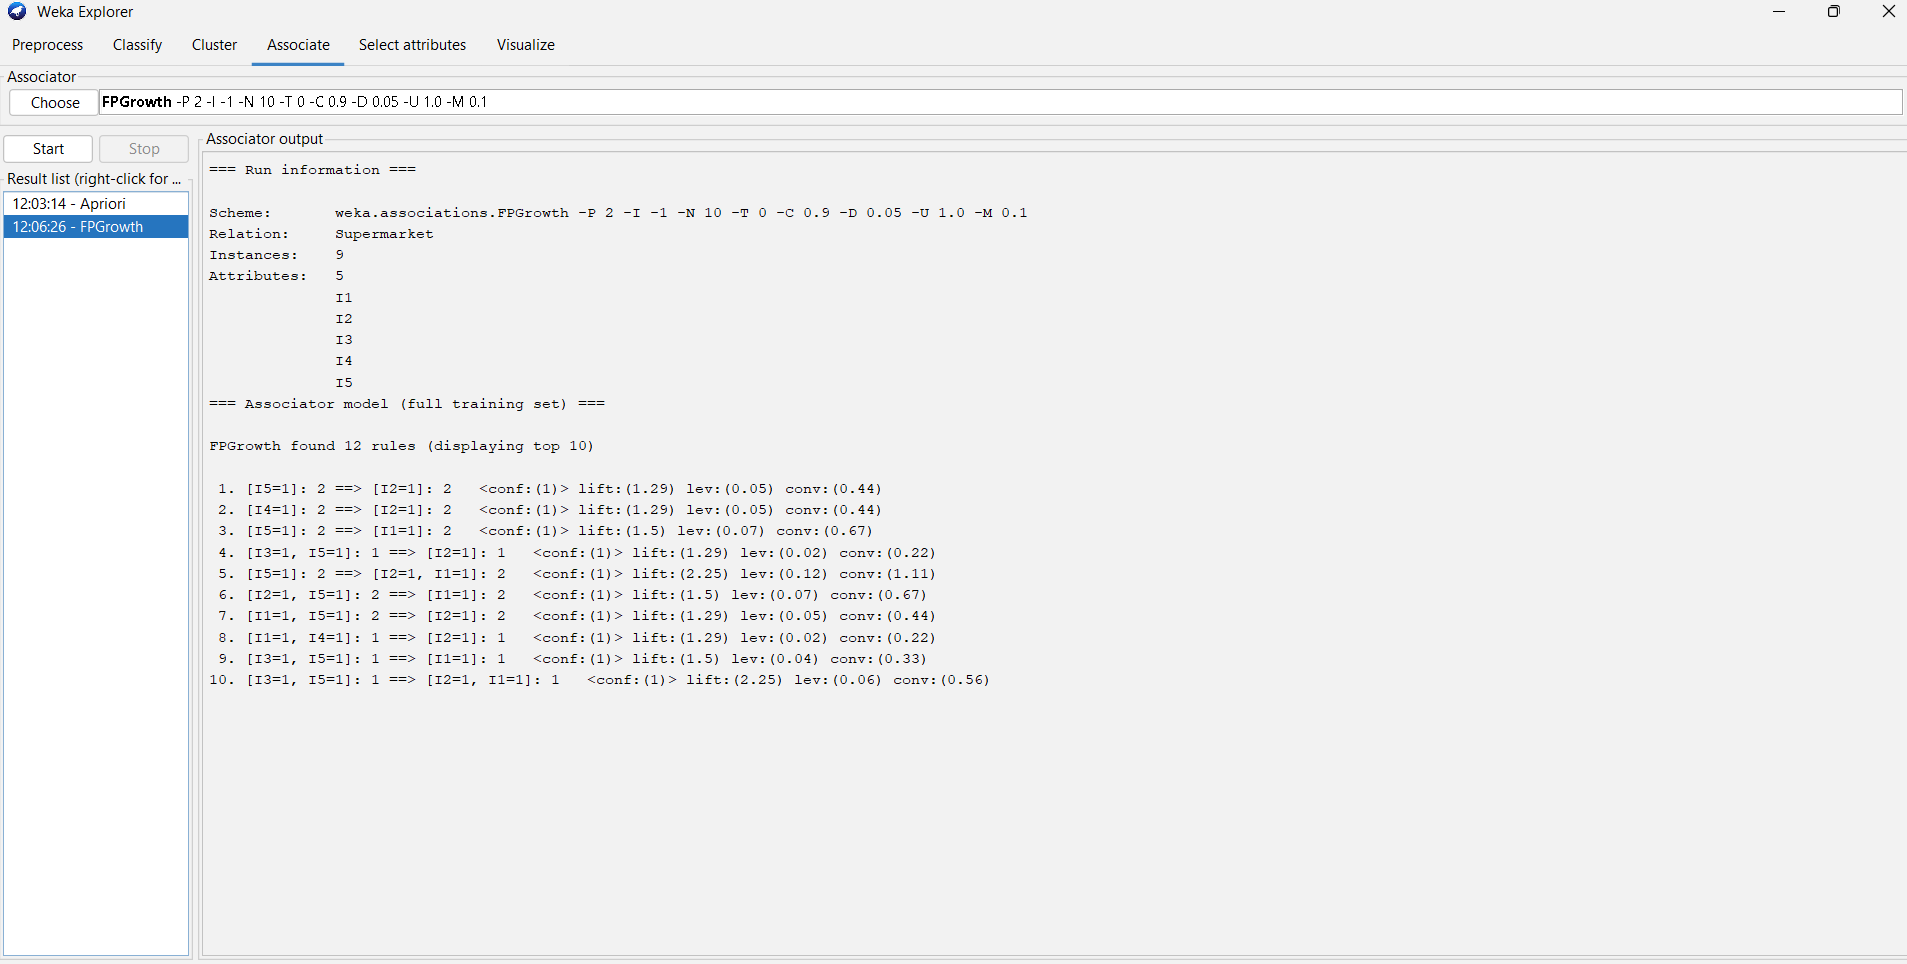 Weka Explorer
Preprocess Classify Cluster Associate Select attributes Visualize
Associator
Choose FPGrowth -P 2 -I -1 -N 10 -T 0 -C 0.9 -D 0.05 -U 1.0 -M 0.1
Start Stop
Result list (right-click for ...
12:03:14 - Apriori
12:06:26 - FPGrowth
Associator output
=== Run information ===
Scheme: weka.associations.FPGrowth -P 2 -I -1 -N 10 -T 0 -C 0.9 -D 0.05 -U 1.0 -M 0.1
Relation: Supermarket
Instances: 9
Attributes: 5
I1
I2
I3
I4
I5
=== Associator model (full training set) ===
FPGrowth found 12 rules (displaying top 10)
1. [I5=1]: 2 ==> [I2=1]: 2 <conf:(1)> lift:(1.29) lev:(0.05) conv:(0.44)
2. [I4=1]: 2 ==> [I2=1]: 2 <conf:(1)> lift:(1.29) lev:(0.05) conv:(0.44)
3. [I5=1]: 2 ==> [I1=1]: 2 <conf:(1)> lift:(1.5) lev:(0.07) conv:(0.67)
4. [I3=1, I5=1]: 1 ==> [I2=1]: 1 <conf:(1)> lift:(1.29) lev:(0.02) conv:(0.22)
5. [I5=1]: 2 ==> [I2=1, I1=1]: 2 <conf:(1)> lift:(2.25) lev:(0.12) conv:(1.11)
6. [I2=1, I5=1]: 2 ==> [I1=1]: 2 <conf:(1)> lift:(1.5) lev:(0.07) conv:(0.67)
7. [I1=1, I5=1]: 2 ==> [I2=1]: 2 <conf:(1)> lift:(1.29) lev:(0.05) conv:(0.44)
8. [I1=1, I4=1]: 1 ==> [I2=1]: 1 <conf:(1)> lift:(1.29) lev:(0.02) conv:(0.22)
9. [I3=1, I5=1]: 1 ==> [I1=1]: 1 <conf:(1)> lift:(1.5) lev:(0.04) conv:(0.33)
10. [I3=1, I5=1]: 1 ==> [I2=1, I1=1]: 1 <conf:(1)> lift:(2.25) lev:(0.06) conv:(0.56)